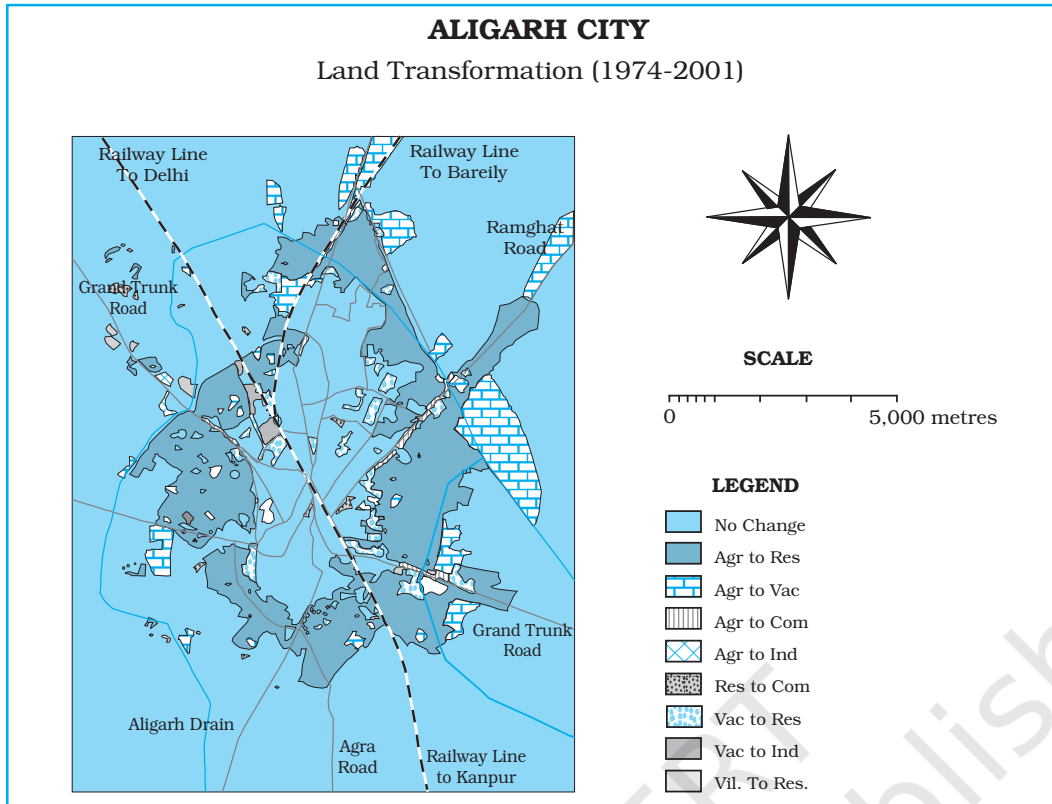 ALIGARH CITY
Land Transformation (1974-2001)
Railway Line
To Delhi
Railway Line
To Bareily
Ramghat
Road
Grand Trunk
Road
Grand Trunk
Road
Aligarh Drain
Agra
Road
Railway Line
to Kanpur
SCALE
0 5,000 metres
LEGEND
No Change
Agr to Res
Agr to Vac
Agr to Com
Agr to Ind
Res to Com
Vac to Res
Vac to Ind
Vil. To Res.